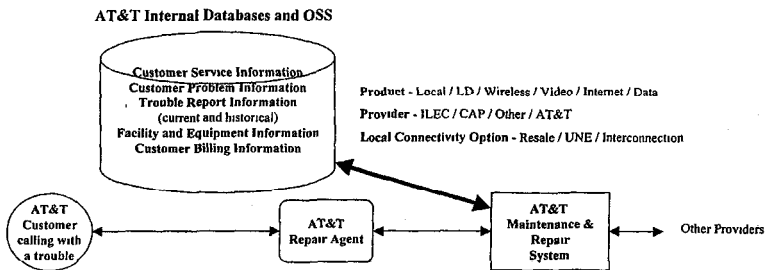 AT&T Internal Databases and OSS
Customer Service Information
Customer Problem Information
Trouble Report Information
(current and historical)
Facility and Equipment Information
Customer Billing Information
Product - Local / LD / Wireless / Video / Internet / Data
Provider - ILEC / CAP / Other / AT&T
Local Connectivity Option - Resale / UNE / Interconnection
AT&T
Customer
calling with
a trouble
AT&T
Repair Agent
AT&T
Maintenance &
Repair
System
Other Providers